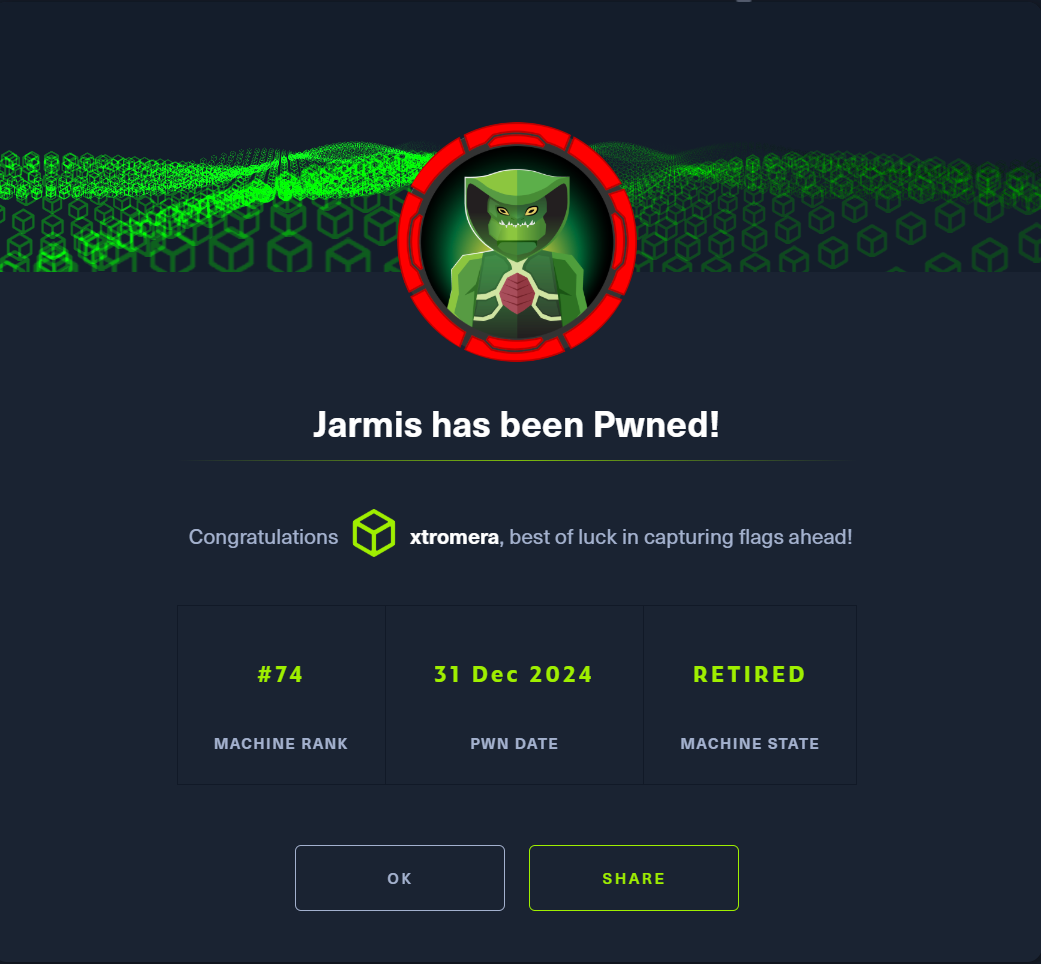 Jarmis has been Pwned!
Congratulations xtromera, best of luck in capturing flags ahead!
#74 31 Dec 2024 RETIRED
MACHINE RANK PWN DATE MACHINE STATE
OK SHARE